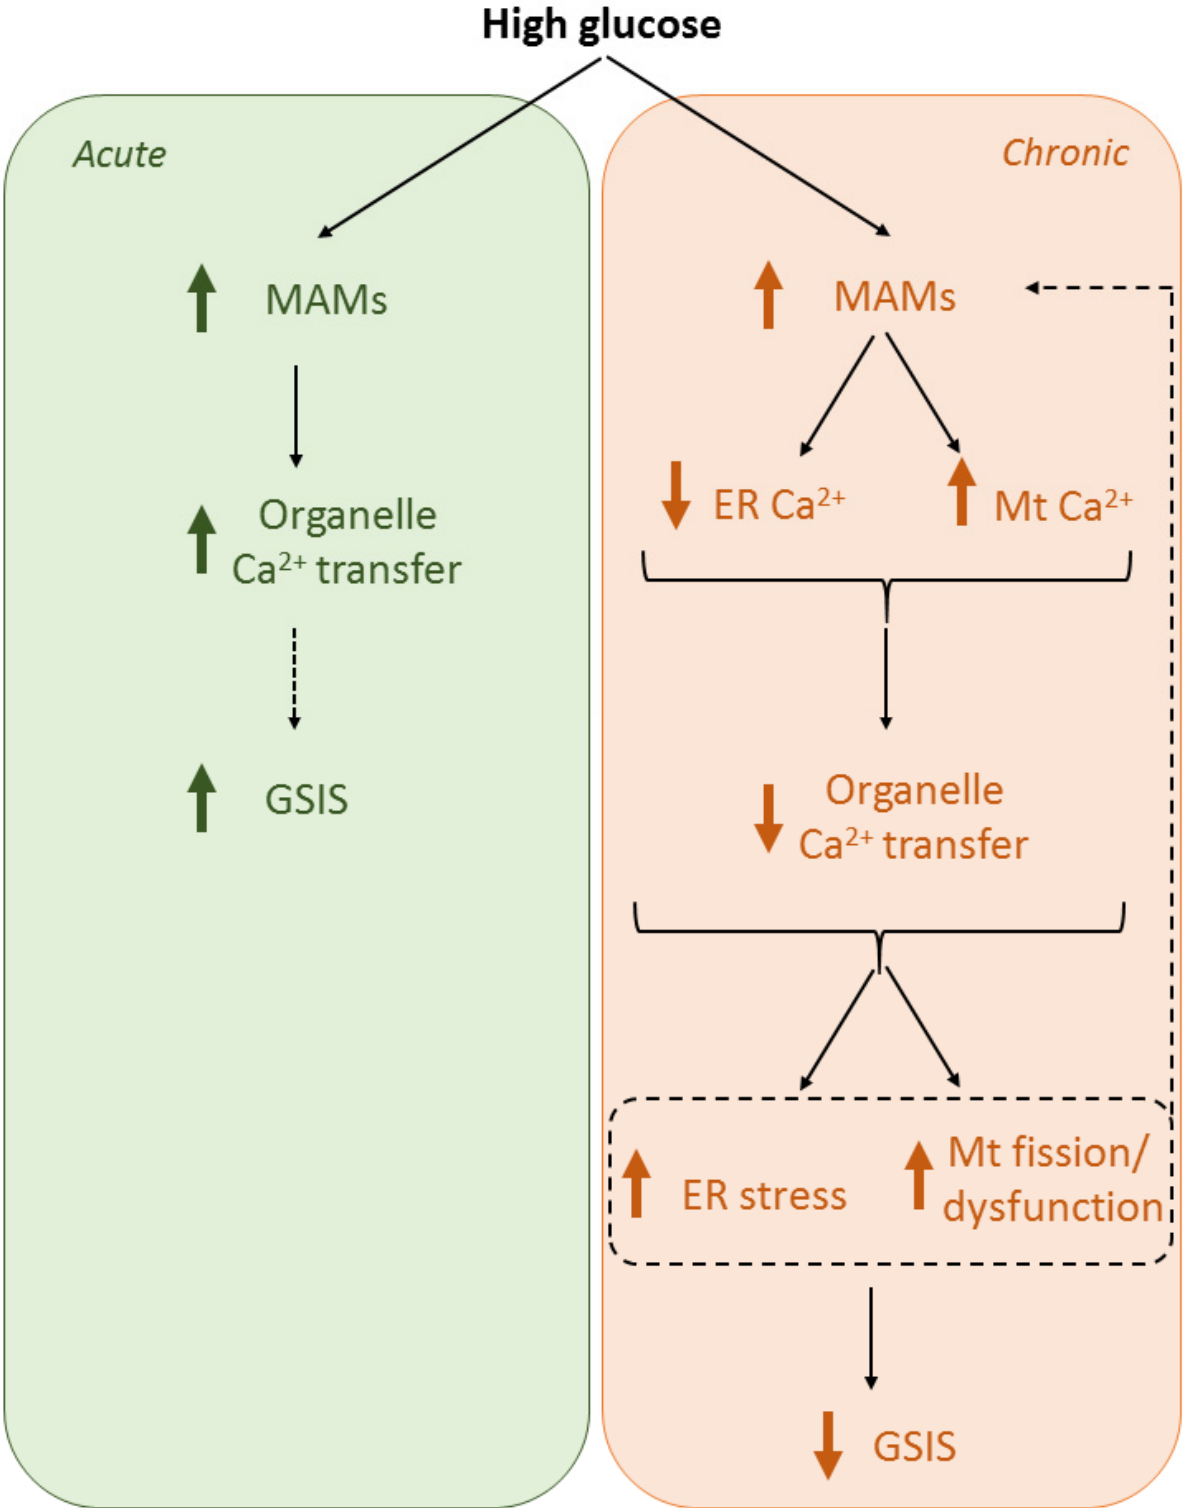 High glucose
Acute
MAMs
Organelle
Ca²⁺ transfer
GSIS
Chronic
MAMs
ER Ca²⁺
Mt Ca²⁺
Organelle
Ca²⁺ transfer
ER stress
Mt fission/
dysfunction
GSIS